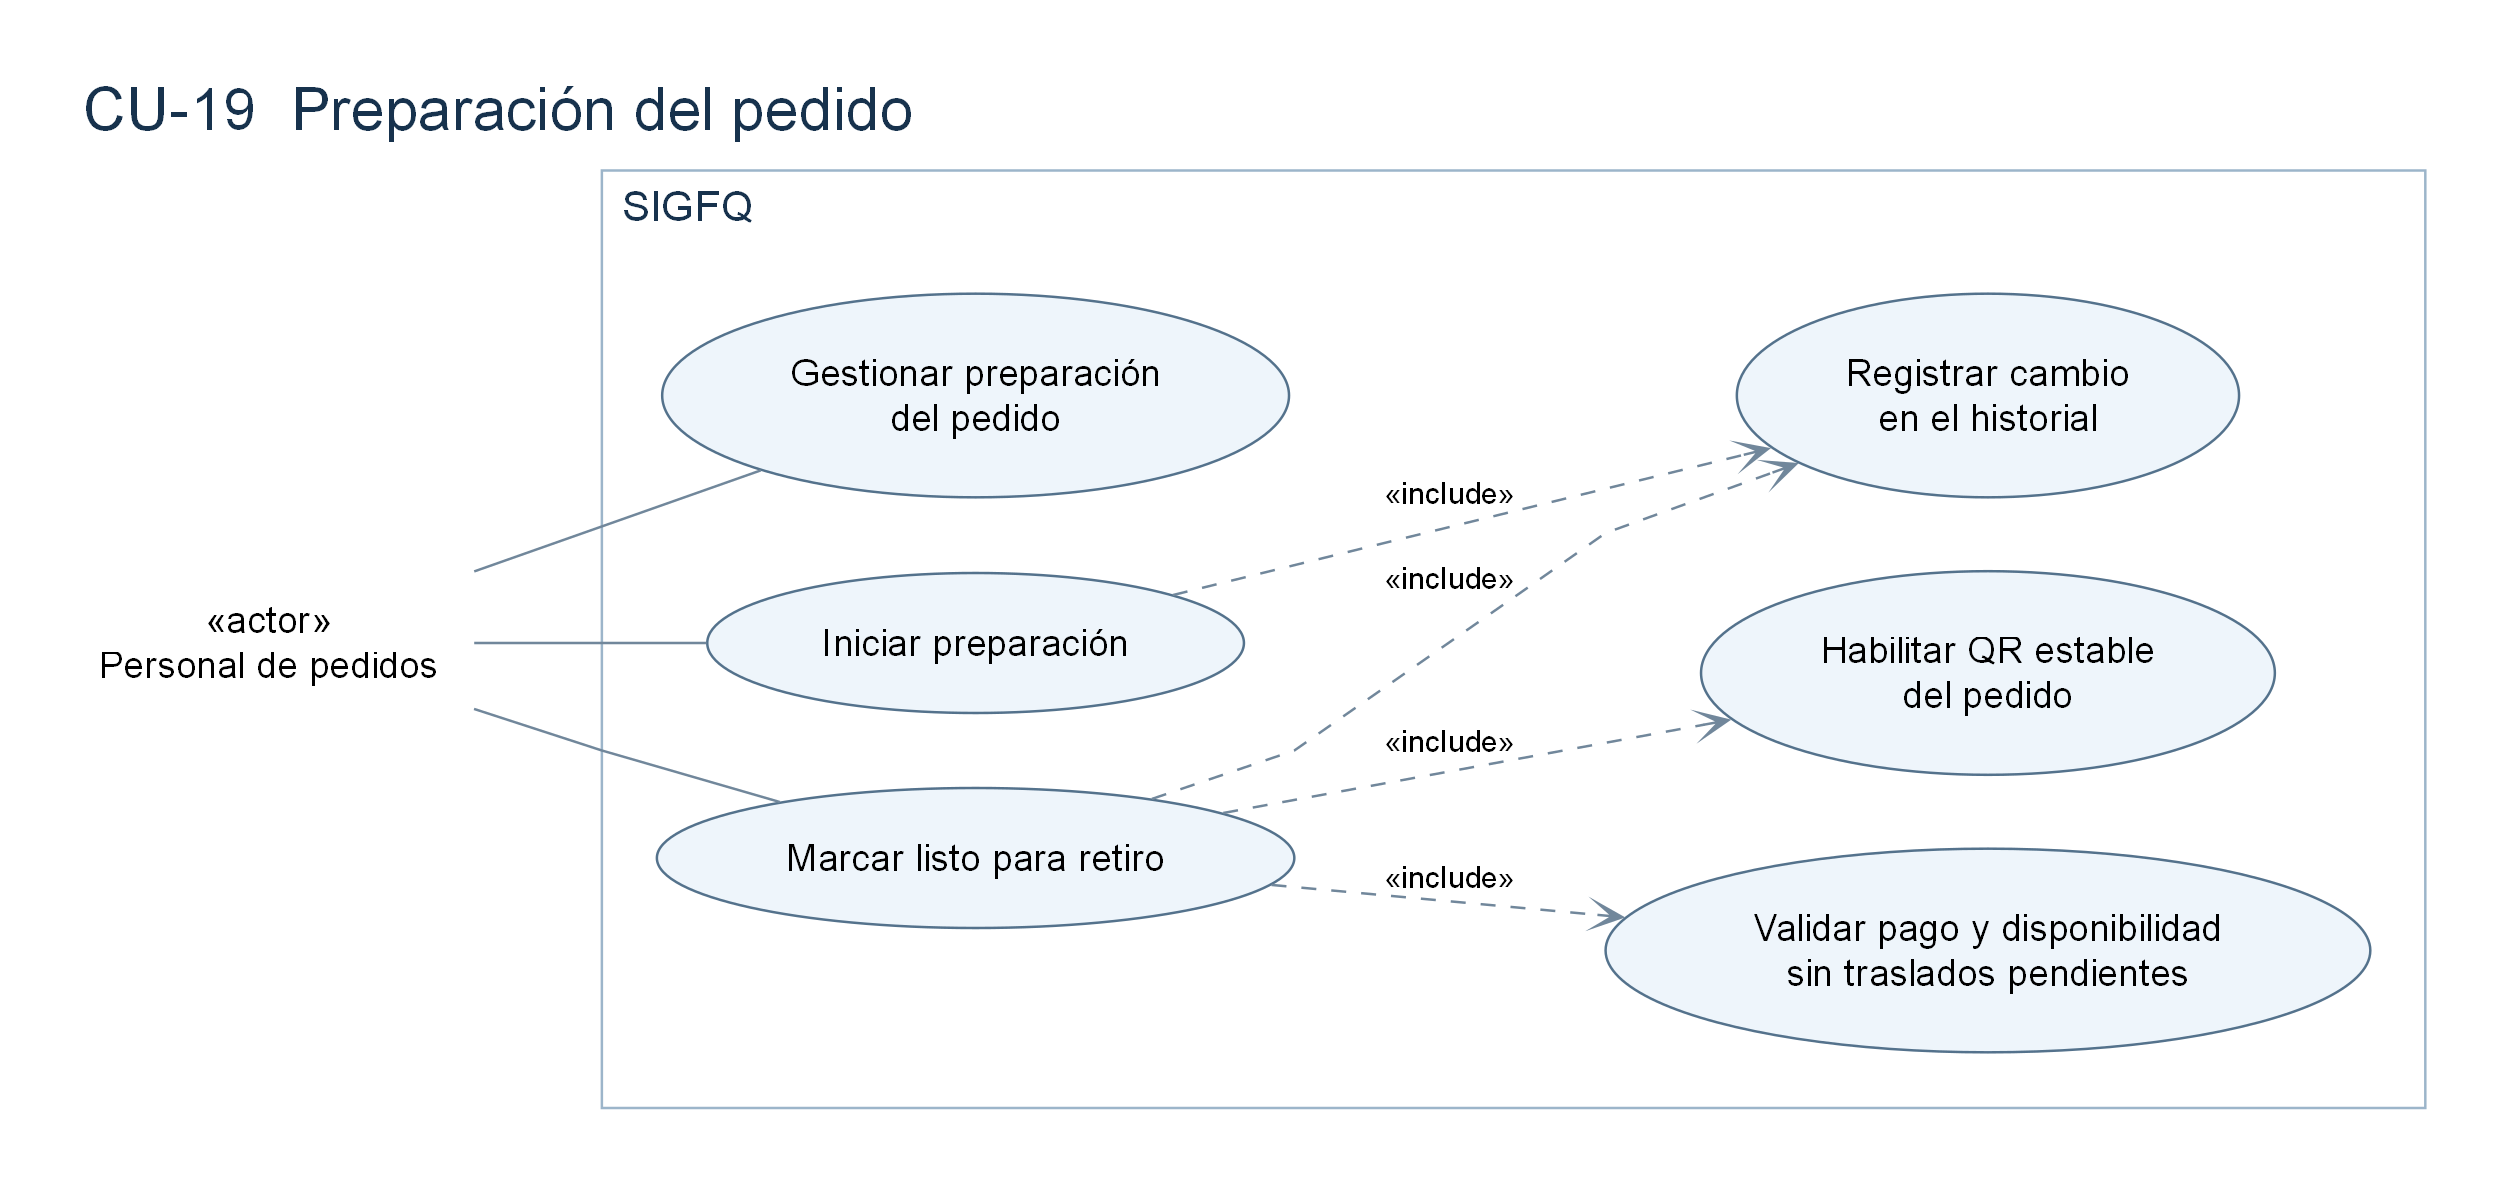 CU-19  Preparación del pedido
SIGFQ
Gestionar preparación
del pedido
Registrar cambio
en el historial
«include»
«include»
«actor»
Personal de pedidos
Iniciar preparación
Habilitar QR estable
del pedido
«include»
Marcar listo para retiro
«include»
Validar pago y disponibilidad
sin traslados pendientes